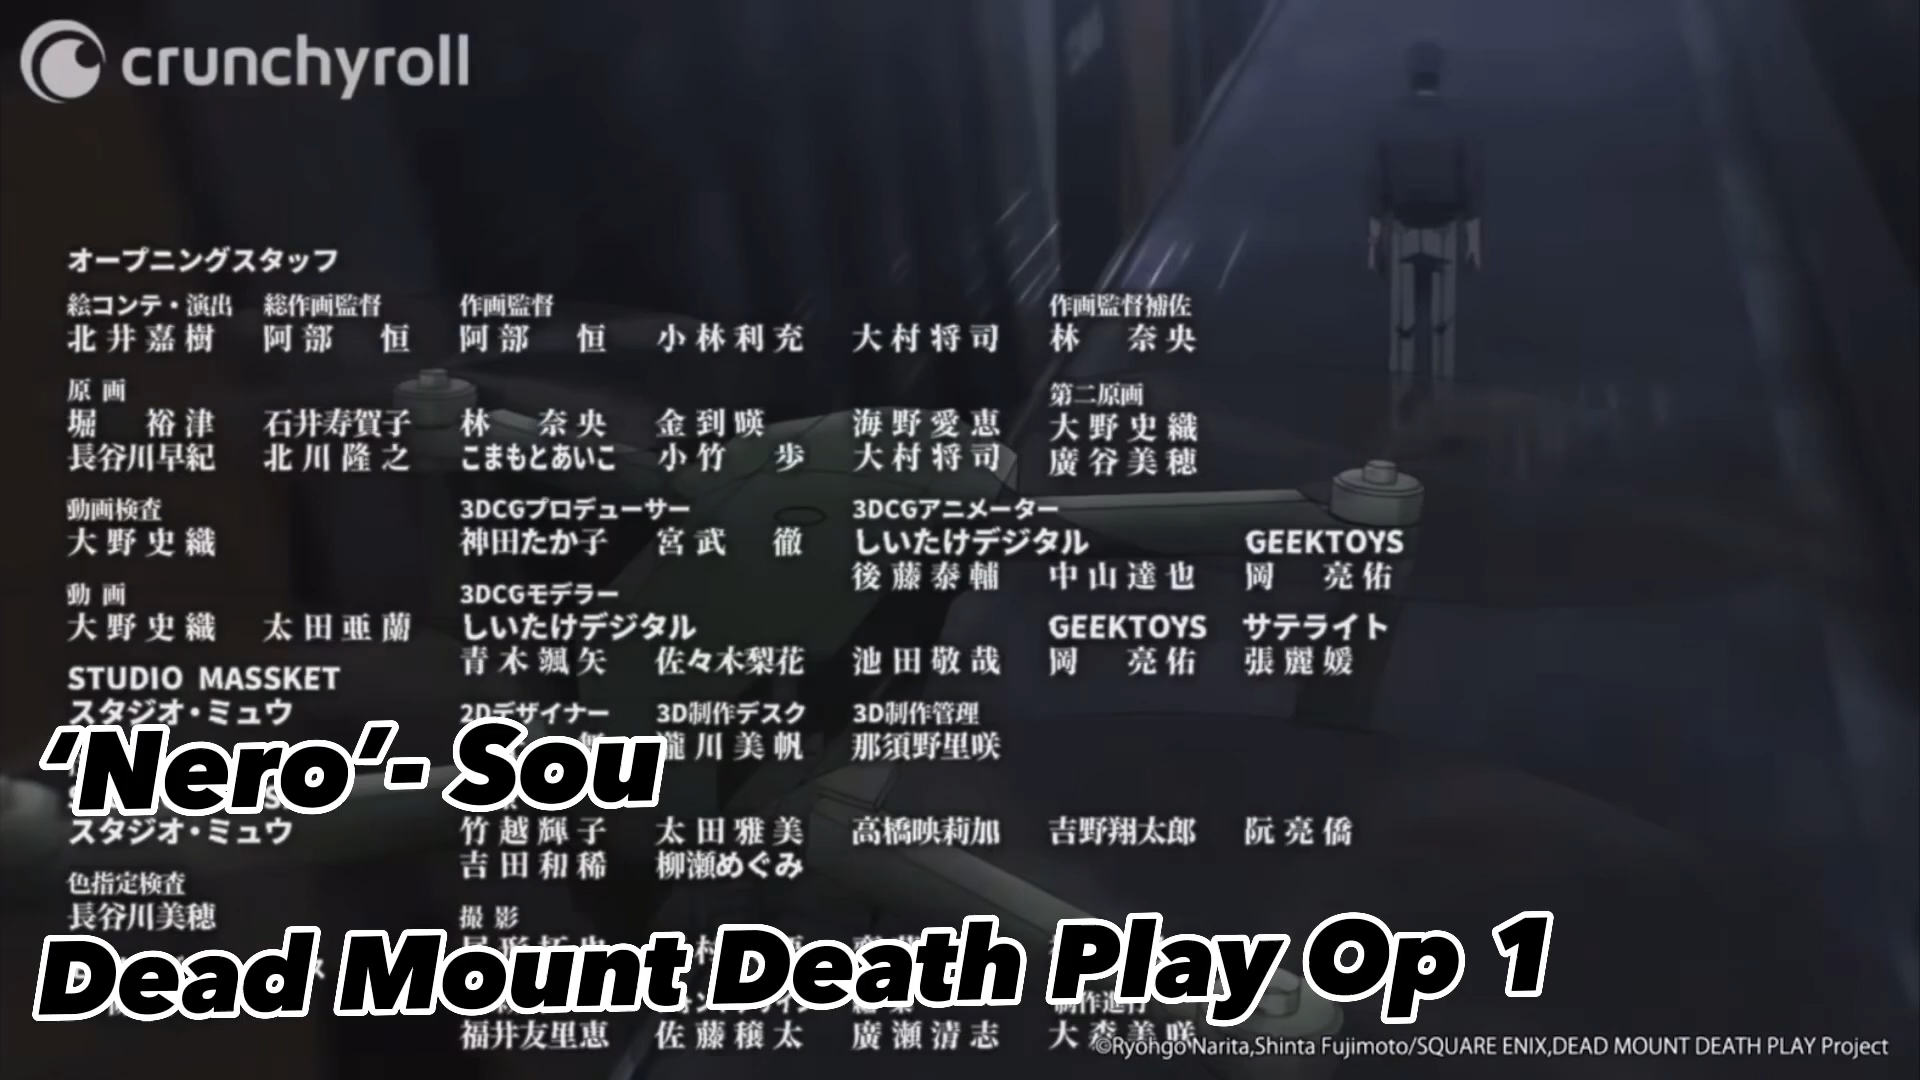 crunchyroll
オープニングスタッフ
絵コンテ・演出 総作画監督 作画監督 作画監督補佐
北井嘉樹 阿部 恒 阿部 恒 小林利充 大村将司 林 奈央
原画
第二原画
堀 裕津 石井寿賀子 林 奈央 金到暎 海野愛恵 大野史織
長谷川早紀 北川隆之 こまもとあいこ 小竹 歩 大村将司 廣谷美穂
動画検査 3DCGプロデューサー 3DCGアニメーター
大野史織 神田たか子 宮武 徹 しいたけデジタル GEEKTOYS
後藤泰輔 中山達也 岡 亮佑
動画 3DCGモデラー
大野史織 太田亜蘭 しいたけデジタル GEEKTOYS サテライト
青木颯矢 佐々木梨花 池田敬哉 岡 亮佑 張麗媛
STUDIO MASSKET
スタジオ・ミュウ 2Dデザイナー 3D制作デスク 3D制作管理
瀧川美帆 那須野里咲
‘Nero’- Sou
スタジオ・ミュウ 竹越輝子 太田雅美 高橋映莉加 吉野翔太郎 阮亮僑
吉田和稀 柳瀬めぐみ
色指定検査
長谷川美穂 撮影
Dead Mount Death Play Op 1
福井友里恵 佐藤穣太 廣瀬清志 大森美咲
©Ryohgo Narita,Shinta Fujimoto/SQUARE ENIX,DEAD MOUNT DEATH PLAY Project